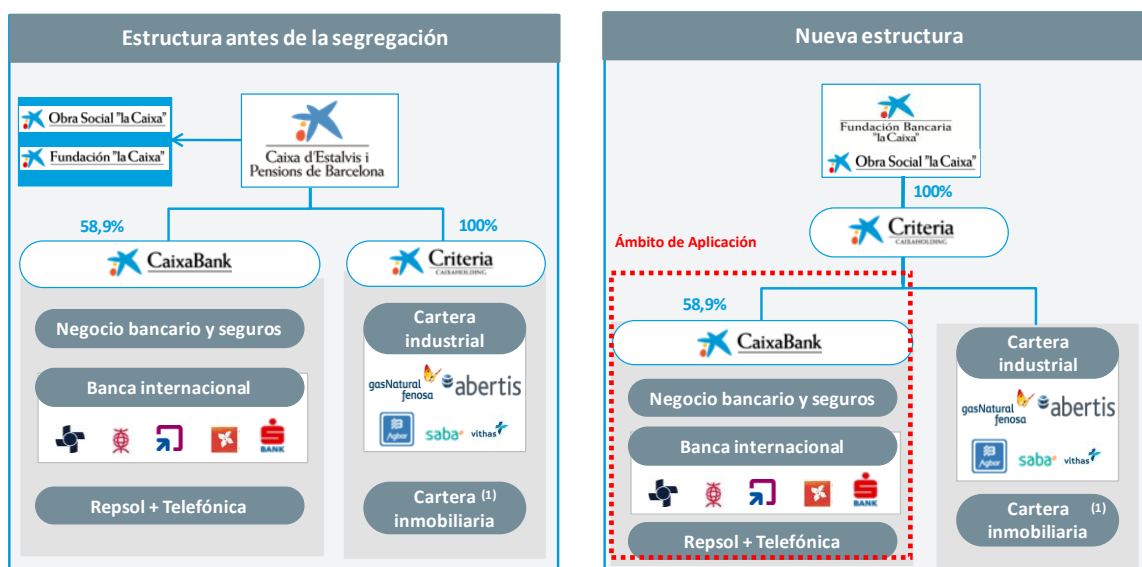 Estructura antes de la segregación
Obra Social "la Caixa"
Fundación "la Caixa"
Caixa d'Estalvis i
Pensions de Barcelona
58,9%
100%
CaixaBank
Criteria
CAIXAHOLDING
Negocio bancario y seguros
Banca internacional
BANK
Repsol + Telefónica
Cartera
industrial
gasNatural
fenosa
abertis
Agbar
saba
vithas
Cartera (1)
inmobiliaria
Nueva estructura
Fundación Bancaria
"la Caixa"
Obra Social "la Caixa"
100%
Criteria
CAIXAHOLDING
Ámbito de Aplicación
58,9%
CaixaBank
Negocio bancario y seguros
Banca internacional
BANK
Repsol + Telefónica
Cartera
industrial
gasNatural
fenosa
abertis
Agbar
saba
vithas
Cartera (1)
inmobiliaria